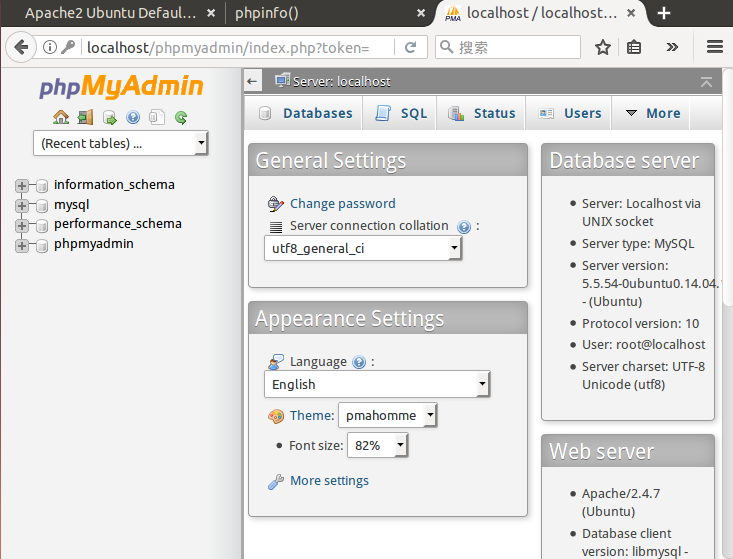 Apache2 Ubuntu Defaul...
phpinfo()
localhost / localhost...
localhost/phpmyadmin/index.php?token=
搜索
phpMyAdmin
(Recent tables) ...
information_schema
mysql
performance_schema
phpmyadmin
Server: localhost
Databases
SQL
Status
Users
More
General Settings
Change password
Server connection collation :
utf8_general_ci
Appearance Settings
Language :
English
Theme: pmahomme
Font size: 82%
More settings
Database server
Server: Localhost via
UNIX socket
Server type: MySQL
Server version:
5.5.54-0ubuntu0.14.04.
- (Ubuntu)
Protocol version: 10
User: root@localhost
Server charset: UTF-8
Unicode (utf8)
Web server
Apache/2.4.7
(Ubuntu)
Database client
version: libmysql -